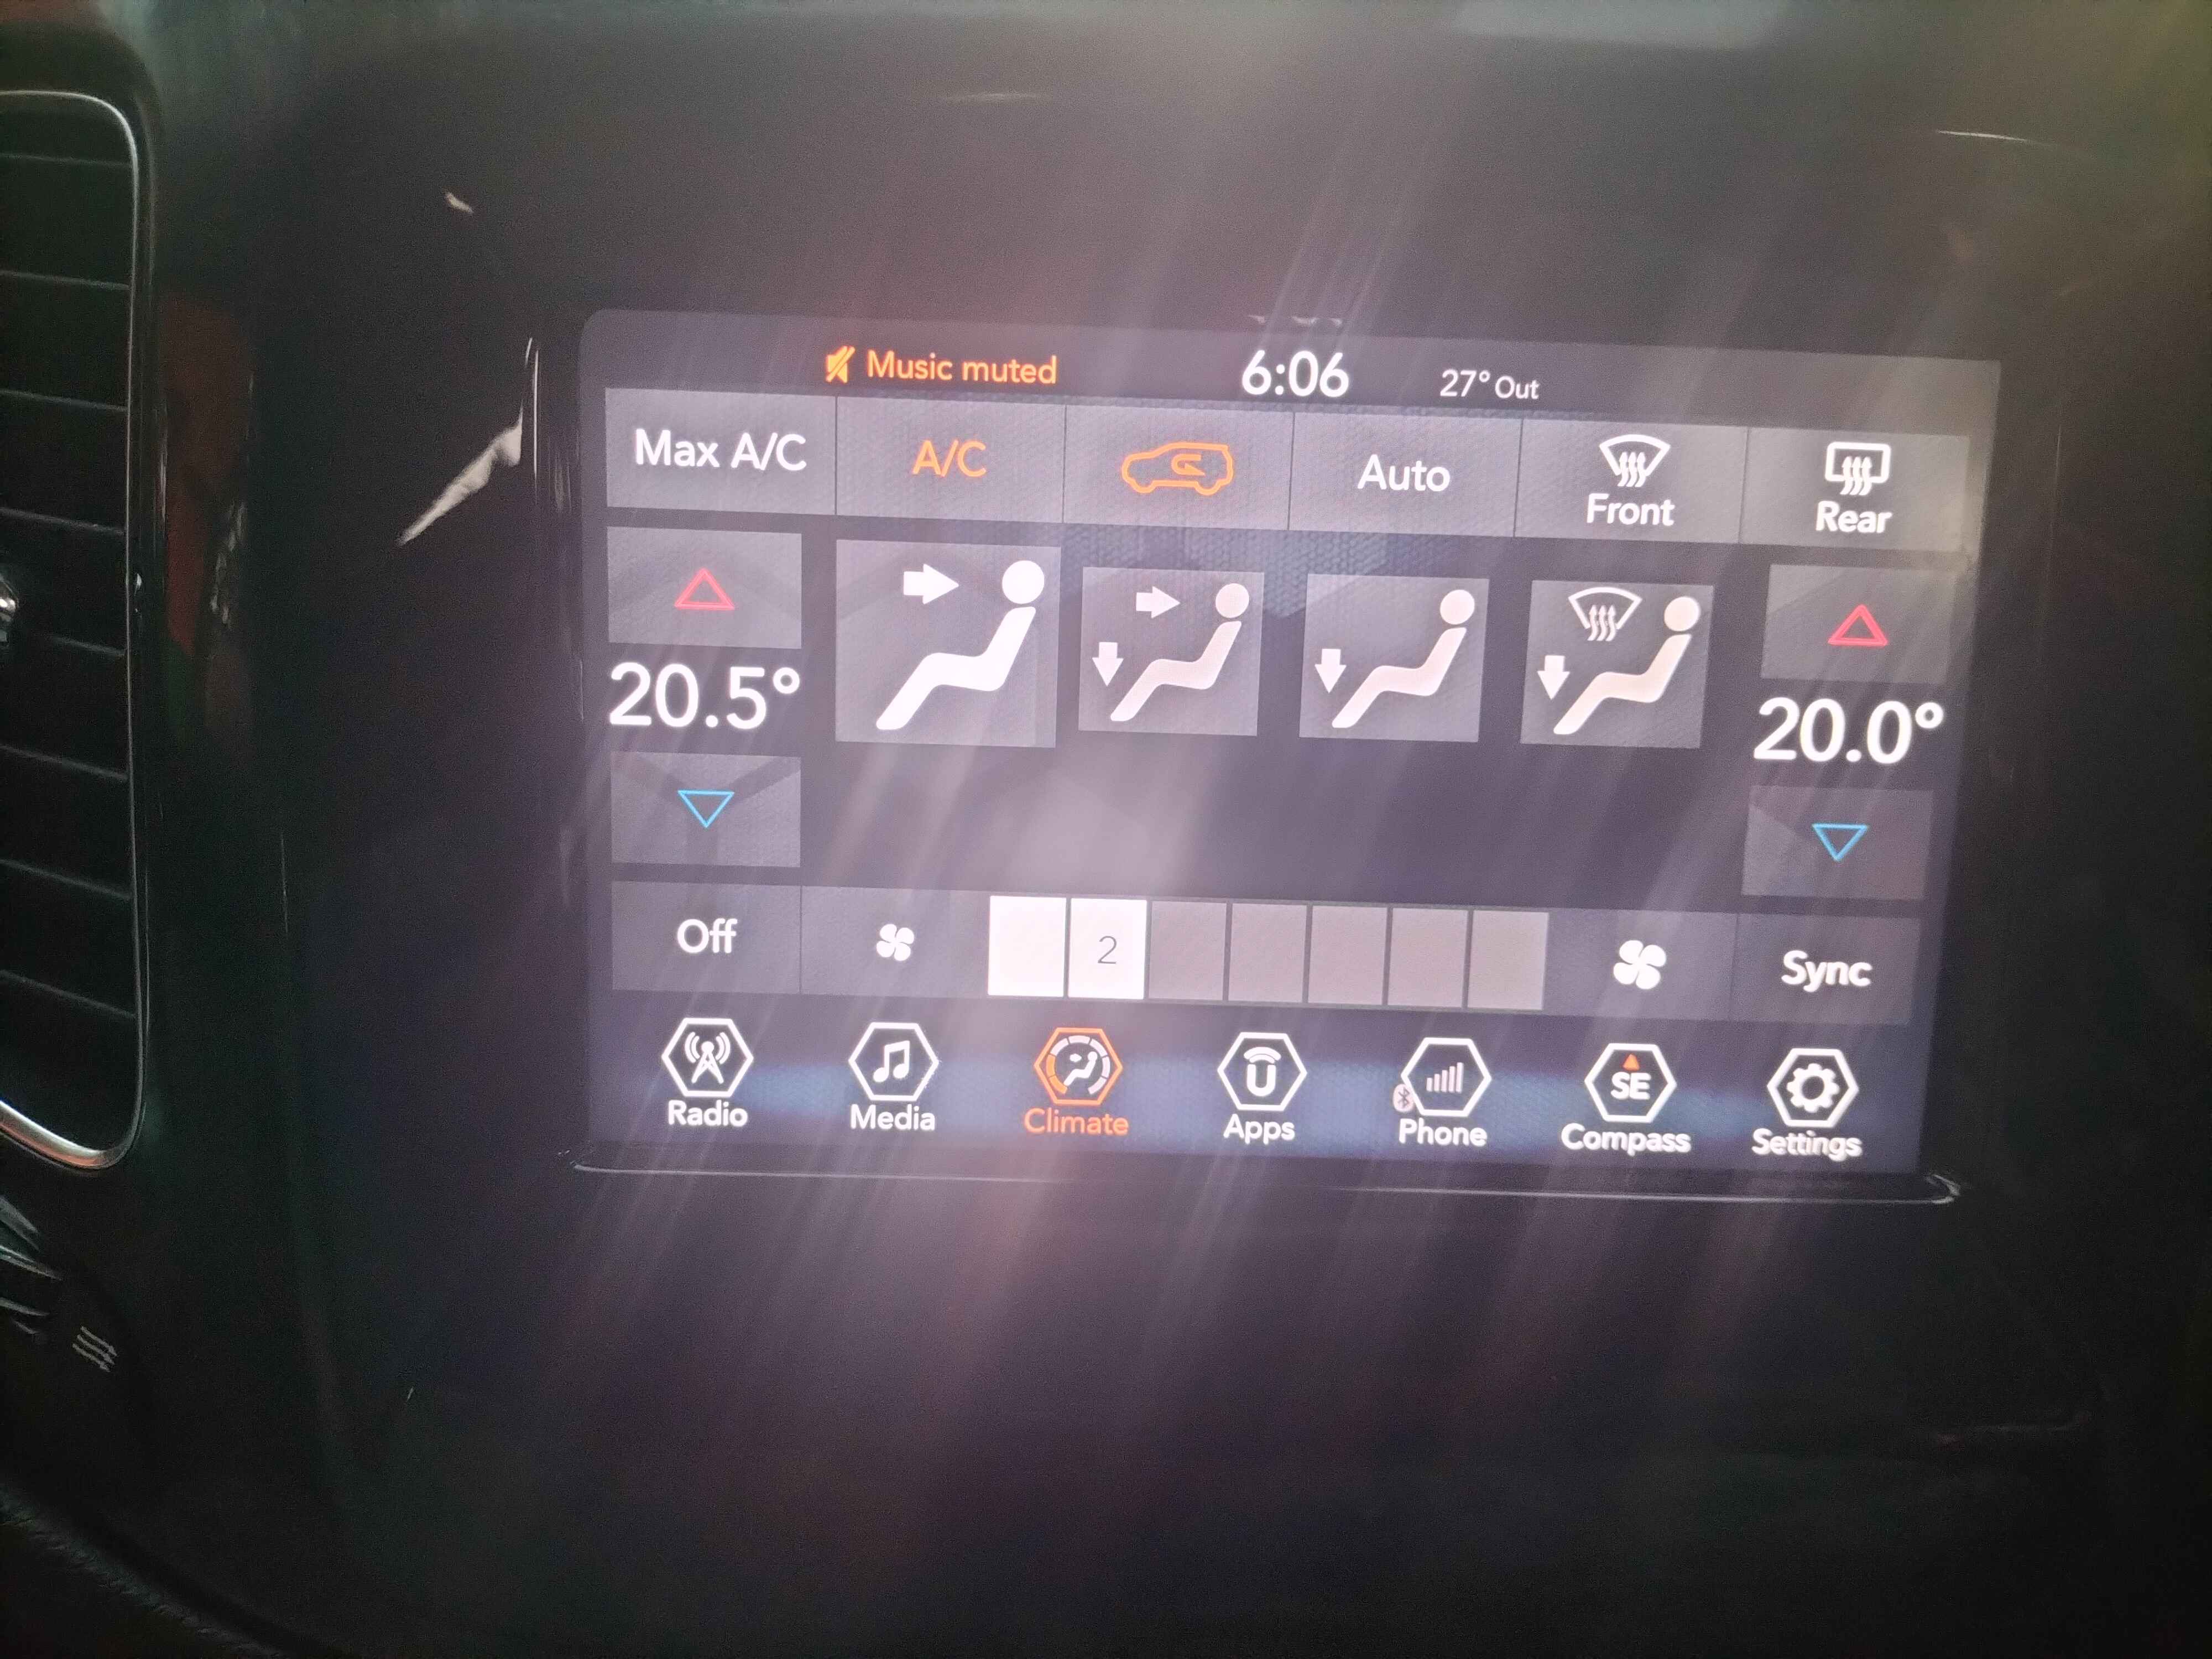 Music muted 6:06 27° Out
Max A/C A/C Auto Front Rear
20.5° 20.0°
Off 2 Sync
Radio Media Climate U Apps Phone SE Compass Settings